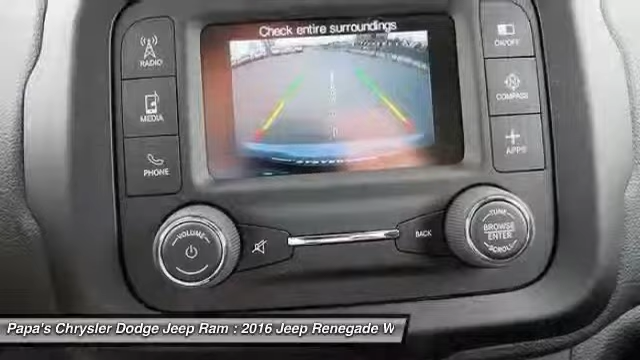 Check entire surroundings
RADIO
MEDIA
PHONE
ON/OFF
COMPASS
APPS
VOLUME
BACK
TUNE
BROWSE
ENTER
SCROLL
Papa's Chrysler Dodge Jeep Ram : 2016 Jeep Renegade W